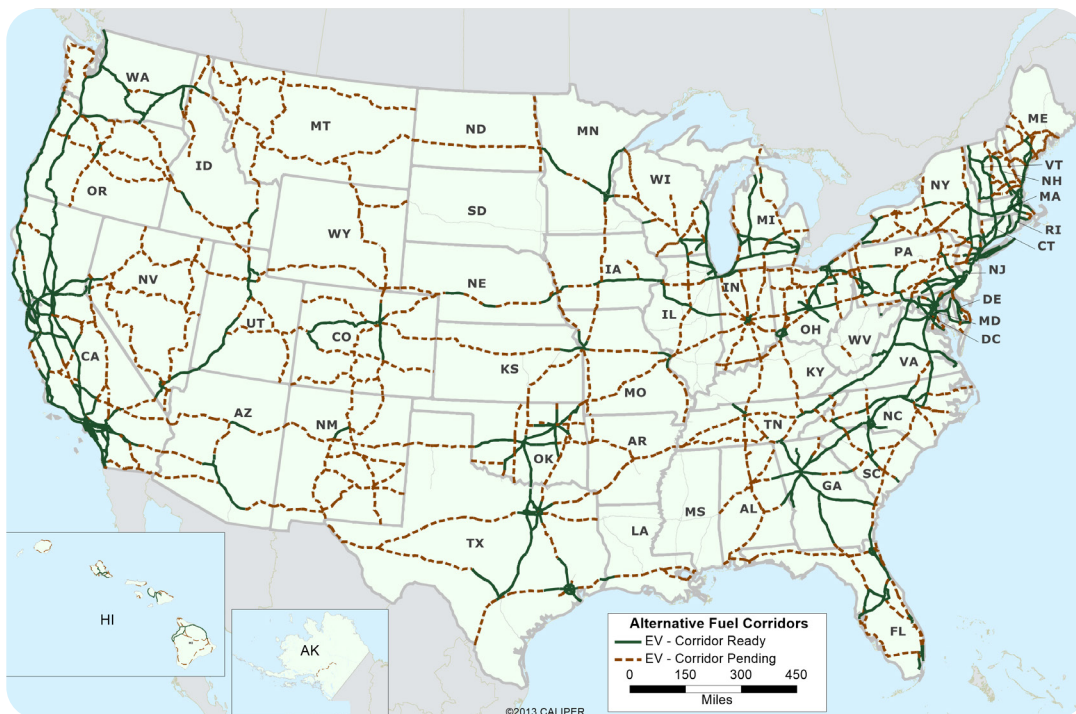 WA
MT
ND
MN
ME
VT
NH
MA
RI
CT
NY
WI
MI
ID
OR
SD
WY
PA
NJ
IA
NE
NV
UT
CO
IL
IN
OH
DE
MD
DC
WV
VA
CA
KS
MO
KY
AZ
NM
OK
AR
TN
NC
SC
GA
AL
MS
LA
TX
FL
HI
AK
Alternative Fuel Corridors
EV - Corridor Ready
EV - Corridor Pending
0 150 300 450
Miles
©2013 CALIPER